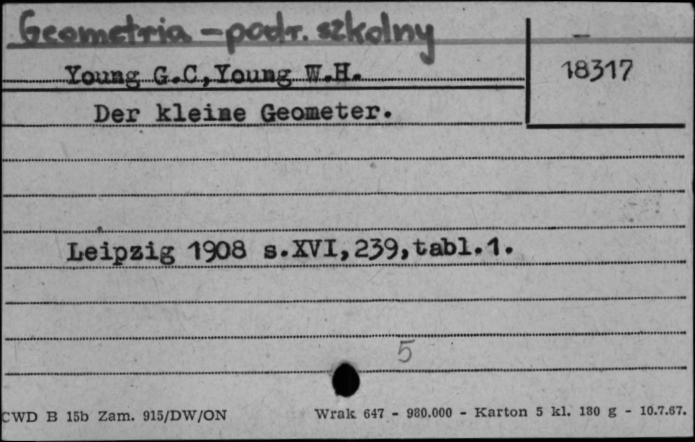 Geometria - podr. szkolny
Young G.C,Young W.H.
18317
Der kleine Geometer.
Leipzig 1908 s.XVI,239,tabl.1.
5
CWD B 15b Zam. 915/DW/ON Wrak 647 - 980.000 - Karton 5 kl. 180 g - 10.7.67.